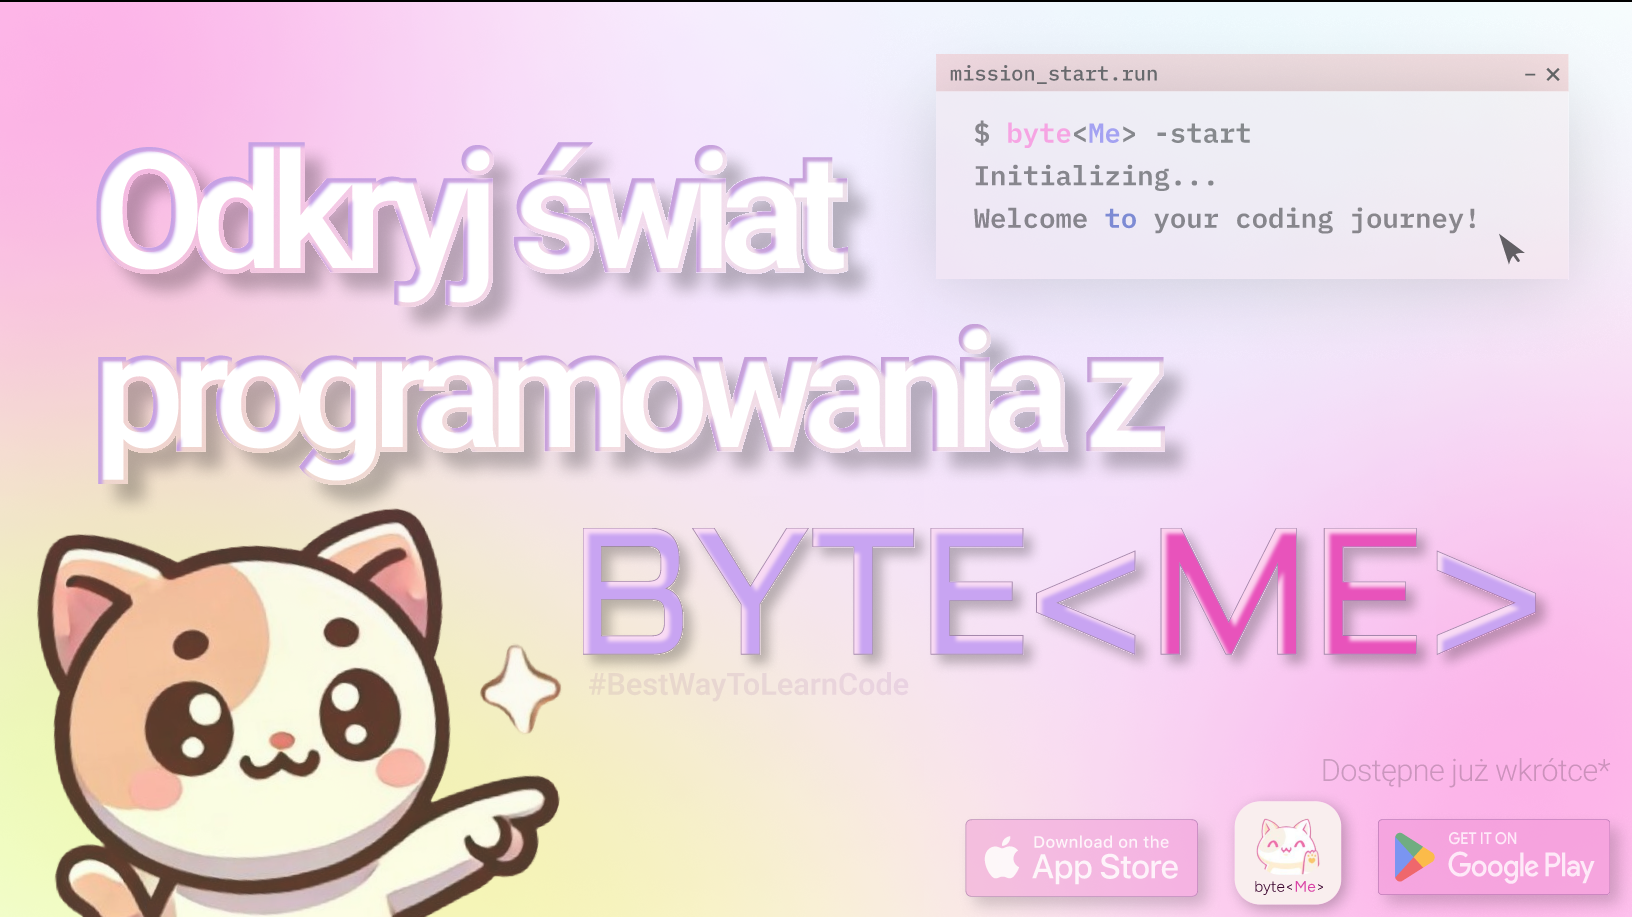 mission_start.run
$ byte<Me> -start
Initializing...
Welcome to your coding journey!
Odkryj świat
programowania z
BYTE<ME>
#BestWayToLearnCode
Dostępne już wkrótce*
Download on the
App Store
byte<Me>
GET IT ON
Google Play